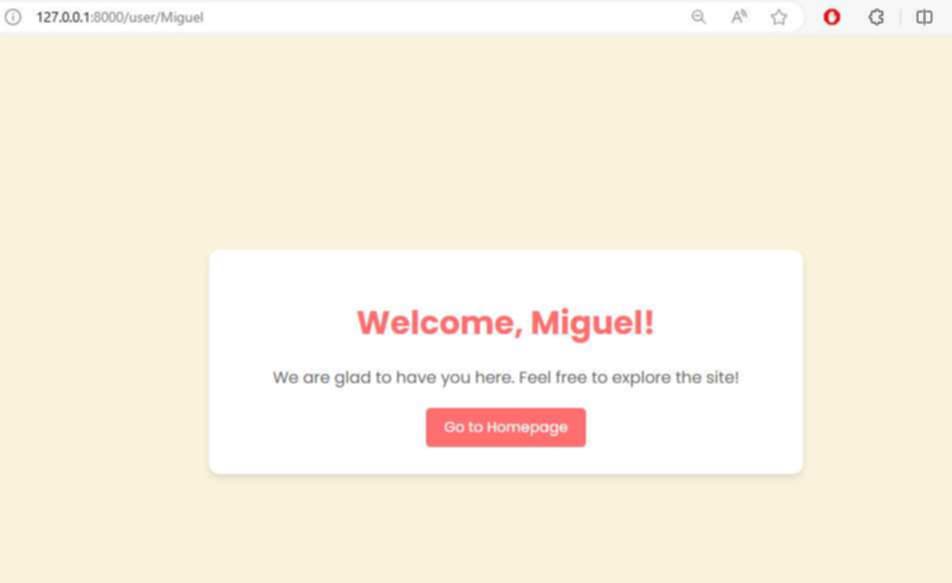 127.0.0.1:8000/user/Miguel
Welcome, Miguel!
We are glad to have you here. Feel free to explore the site!
Go to Homepage